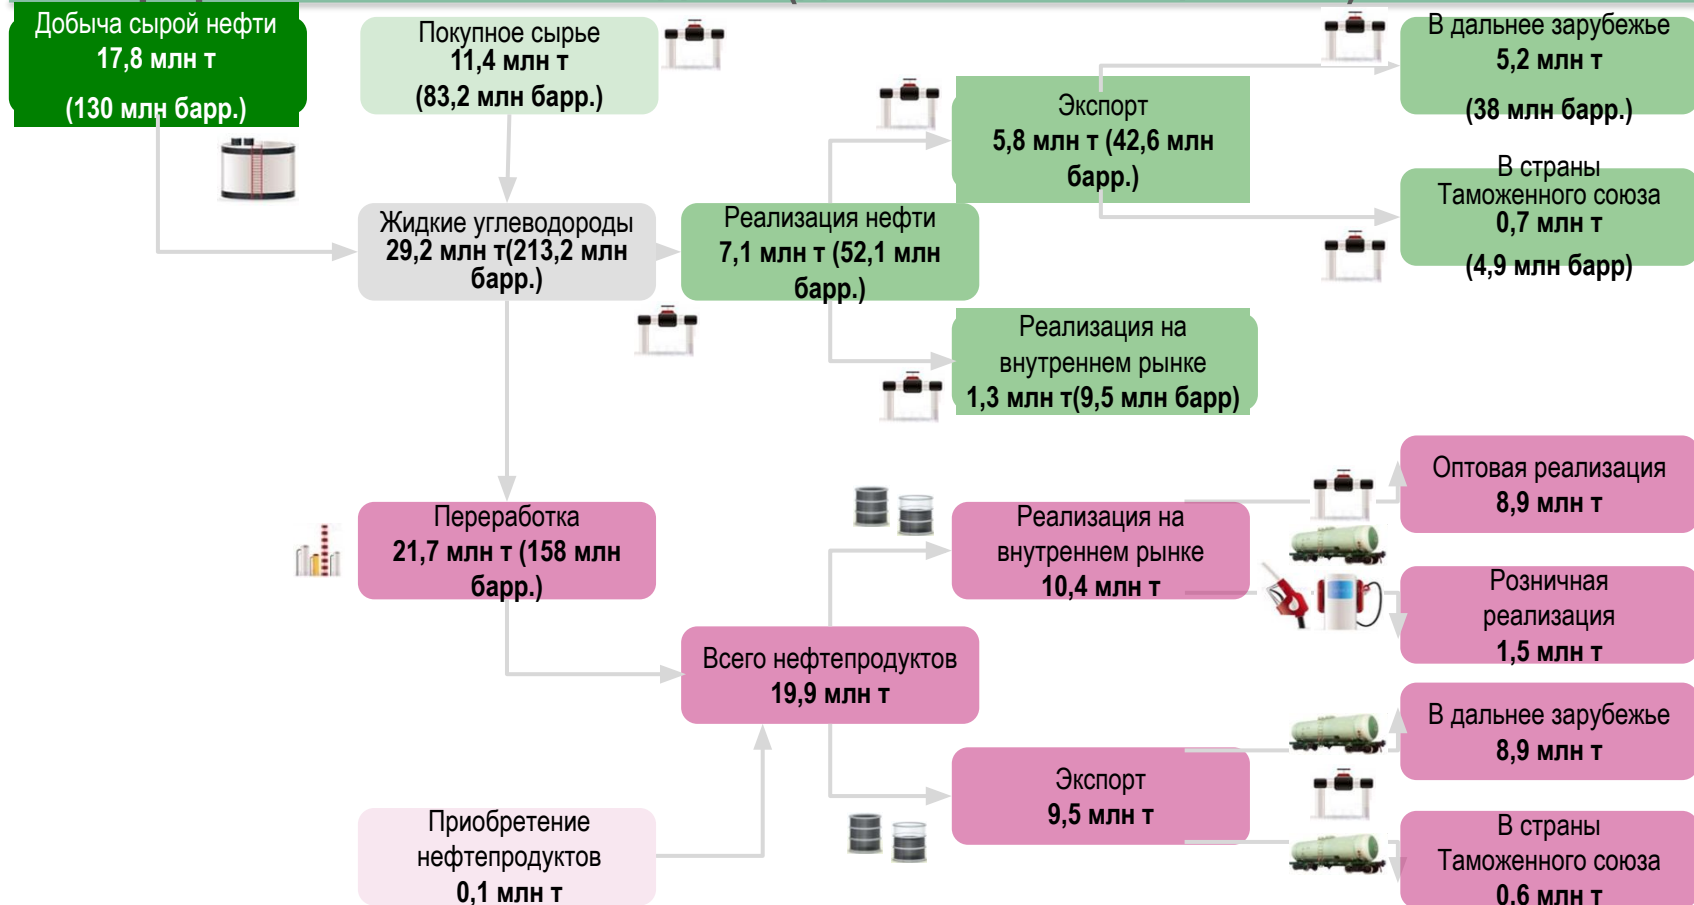 Добыча сырой нефти
17,8 млн т
(130 млн барр.)
Покупное сырье
11,4 млн т
(83,2 млн барр.)
Жидкие углеводороды
29,2 млн т(213,2 млн
барр.)
Реализация нефти
7,1 млн т (52,1 млн
барр.)
Экспорт
5,8 млн т (42,6 млн
барр.)
В дальнее зарубежье
5,2 млн т
(38 млн барр.)
В страны
Таможенного союза
0,7 млн т
(4,9 млн барр)
Реализация на
внутреннем рынке
1,3 млн т(9,5 млн барр)
Переработка
21,7 млн т (158 млн
барр.)
Всего нефтепродуктов
19,9 млн т
Приобретение
нефтепродуктов
0,1 млн т
Реализация на
внутреннем рынке
10,4 млн т
Оптовая реализация
8,9 млн т
Розничная
реализация
1,5 млн т
Экспорт
9,5 млн т
В дальнее зарубежье
8,9 млн т
В страны
Таможенного союза
0,6 млн т